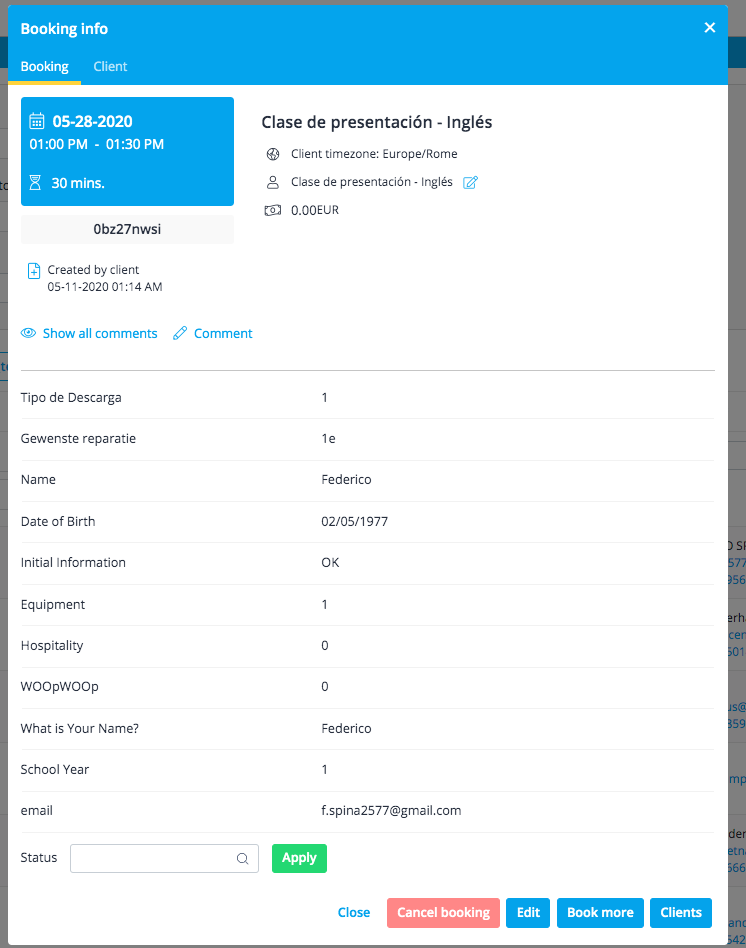 Booking info
Booking Client
05-28-2020
01:00 PM - 01:30 PM
30 mins.
0bz27nwsi
Created by client
05-11-2020 01:14 AM
Clase de presentación - Inglés
Client timezone: Europe/Rome
Clase de presentación - Inglés
0.00EUR
Show all comments Comment
Tipo de Descarga 1
Gewenste reparatie 1e
Name Federico
Date of Birth 02/05/1977
Initial Information OK
Equipment 1
Hospitality 0
WOOpWOOp 0
What is Your Name? Federico
School Year 1
email f.spina2577@gmail.com
Status Apply
Close Cancel booking Edit Book more Clients